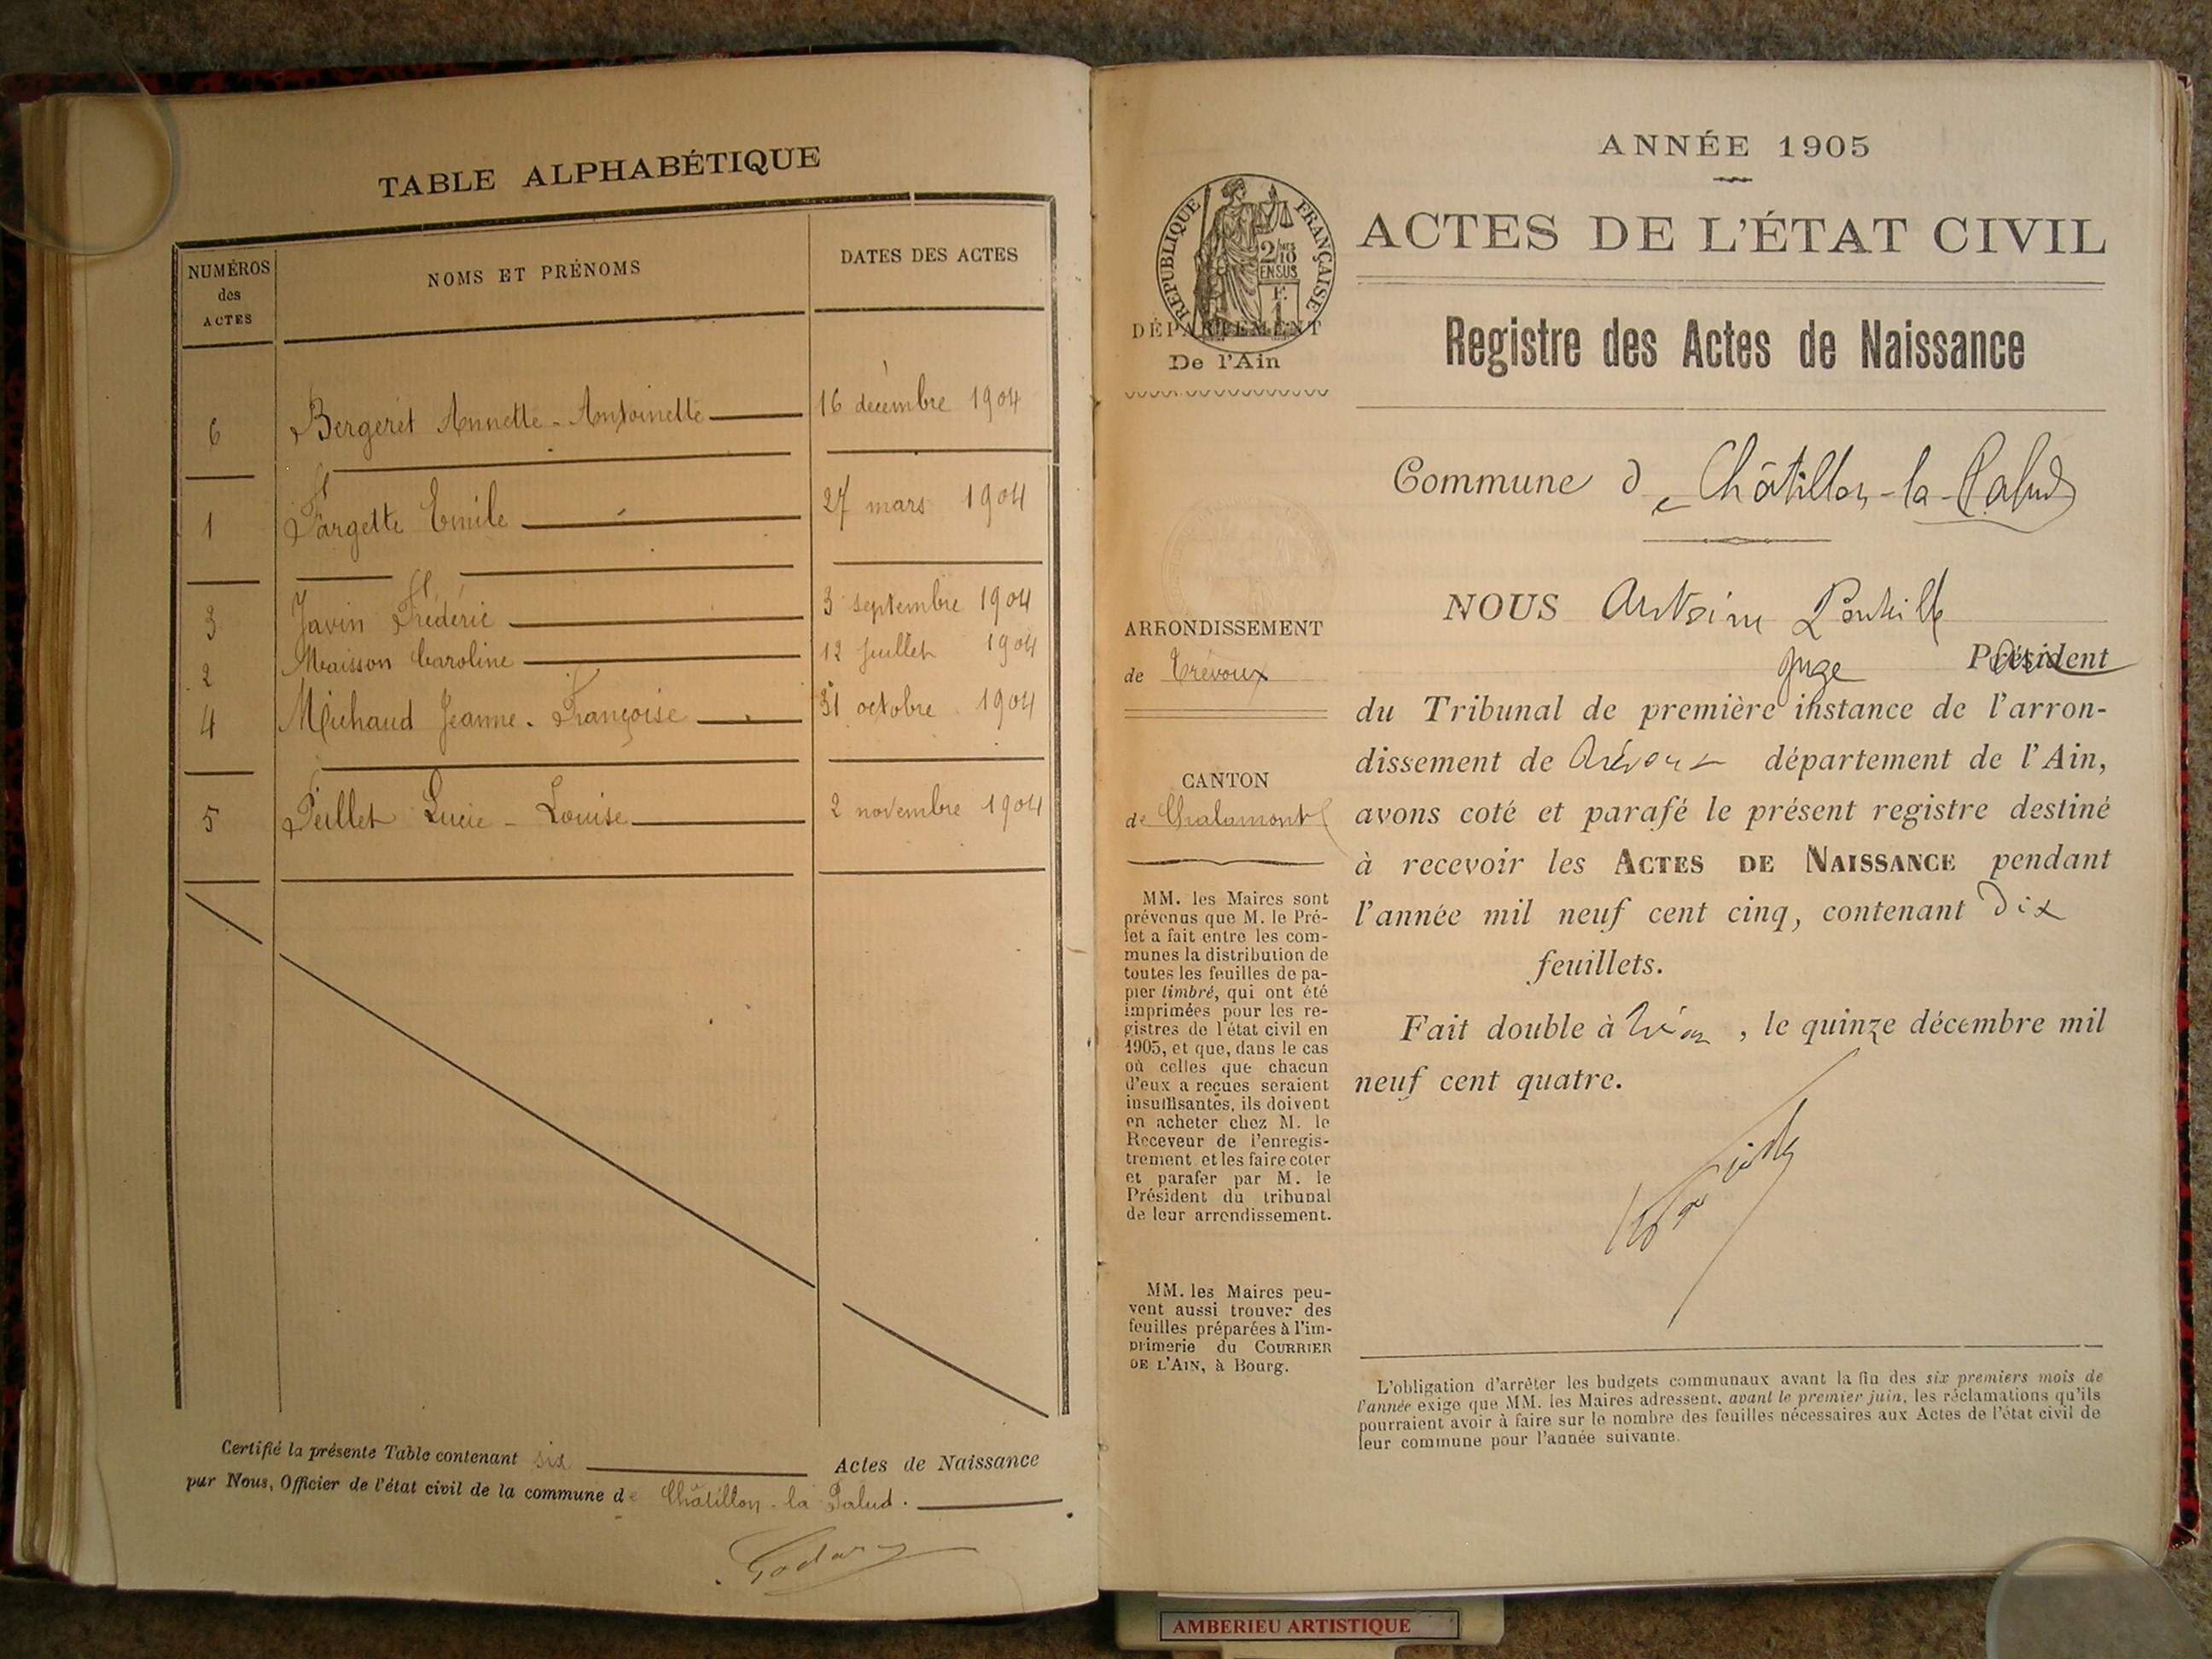 TABLE ALPHABÉTIQUE
NUMÉROS des ACTES
NOMS ET PRÉNOMS
DATES DES ACTES
6 Bergeret Annette - Antoinette 16 décembre 1904
1 Fargette Emile 27 mars 1904
3 Javin Frédéric 3 septembre 1904
2 Maisson Caroline 12 juillet 1904
4 Michaud Jeanne - Françoise 31 octobre 1904
5 Peillet Lucie - Louise 2 novembre 1904
Certifié la présente Table contenant six Actes de Naissance
par Nous, Officier de l'état civil de la commune de Châtillon - la Palud.
ANNÉE 1905
RÉPUBLIQUE FRANÇAISE
2/10
EN SUS
F.
1
ACTES DE L'ÉTAT CIVIL
DÉPARTEMENT
De l'Ain
Registre des Actes de Naissance
Commune de Châtillon-la-Palud
ARRONDISSEMENT
de Trévoux
CANTON
de Chalamont
MM. les Maires sont
prévenus que M. le Pré-
fet a fait entre les com-
munes la distribution de
toutes les feuilles de pa-
pier timbré, qui ont été
imprimées pour les re-
gistres de l'état civil en
1905, et que, dans le cas
où celles que chacun
d'eux a reçues seraient
insuffisantes, ils doivent
en acheter chez M. le
Receveur de l'enregis-
trement et les faire coter
et parafer par M. le
Président du tribunal
de leur arrondissement.
MM. les Maires peu-
vent aussi trouver des
feuilles préparées à l'im-
primerie du COURRIER
DE L'AIN, à Bourg.
NOUS Antoine
Juge Président
du Tribunal de première instance de l'arron-
dissement de Trévoux département de l'Ain,
avons coté et parafé le présent registre destiné
à recevoir les ACTES DE NAISSANCE pendant
l'année mil neuf cent cinq, contenant Dix
feuillets.
Fait double à , le quinze décembre mil
neuf cent quatre.
L'obligation d'arrêter les budgets communaux avant la fin des six premiers mois de
l'année exige que MM. les Maires adressent, avant le premier juin, les réclamations qu'ils
pourraient avoir à faire sur le nombre des feuilles nécessaires aux Actes de l'état civil de
leur commune pour l'année suivante.
AMBERIEU ARTISTIQUE